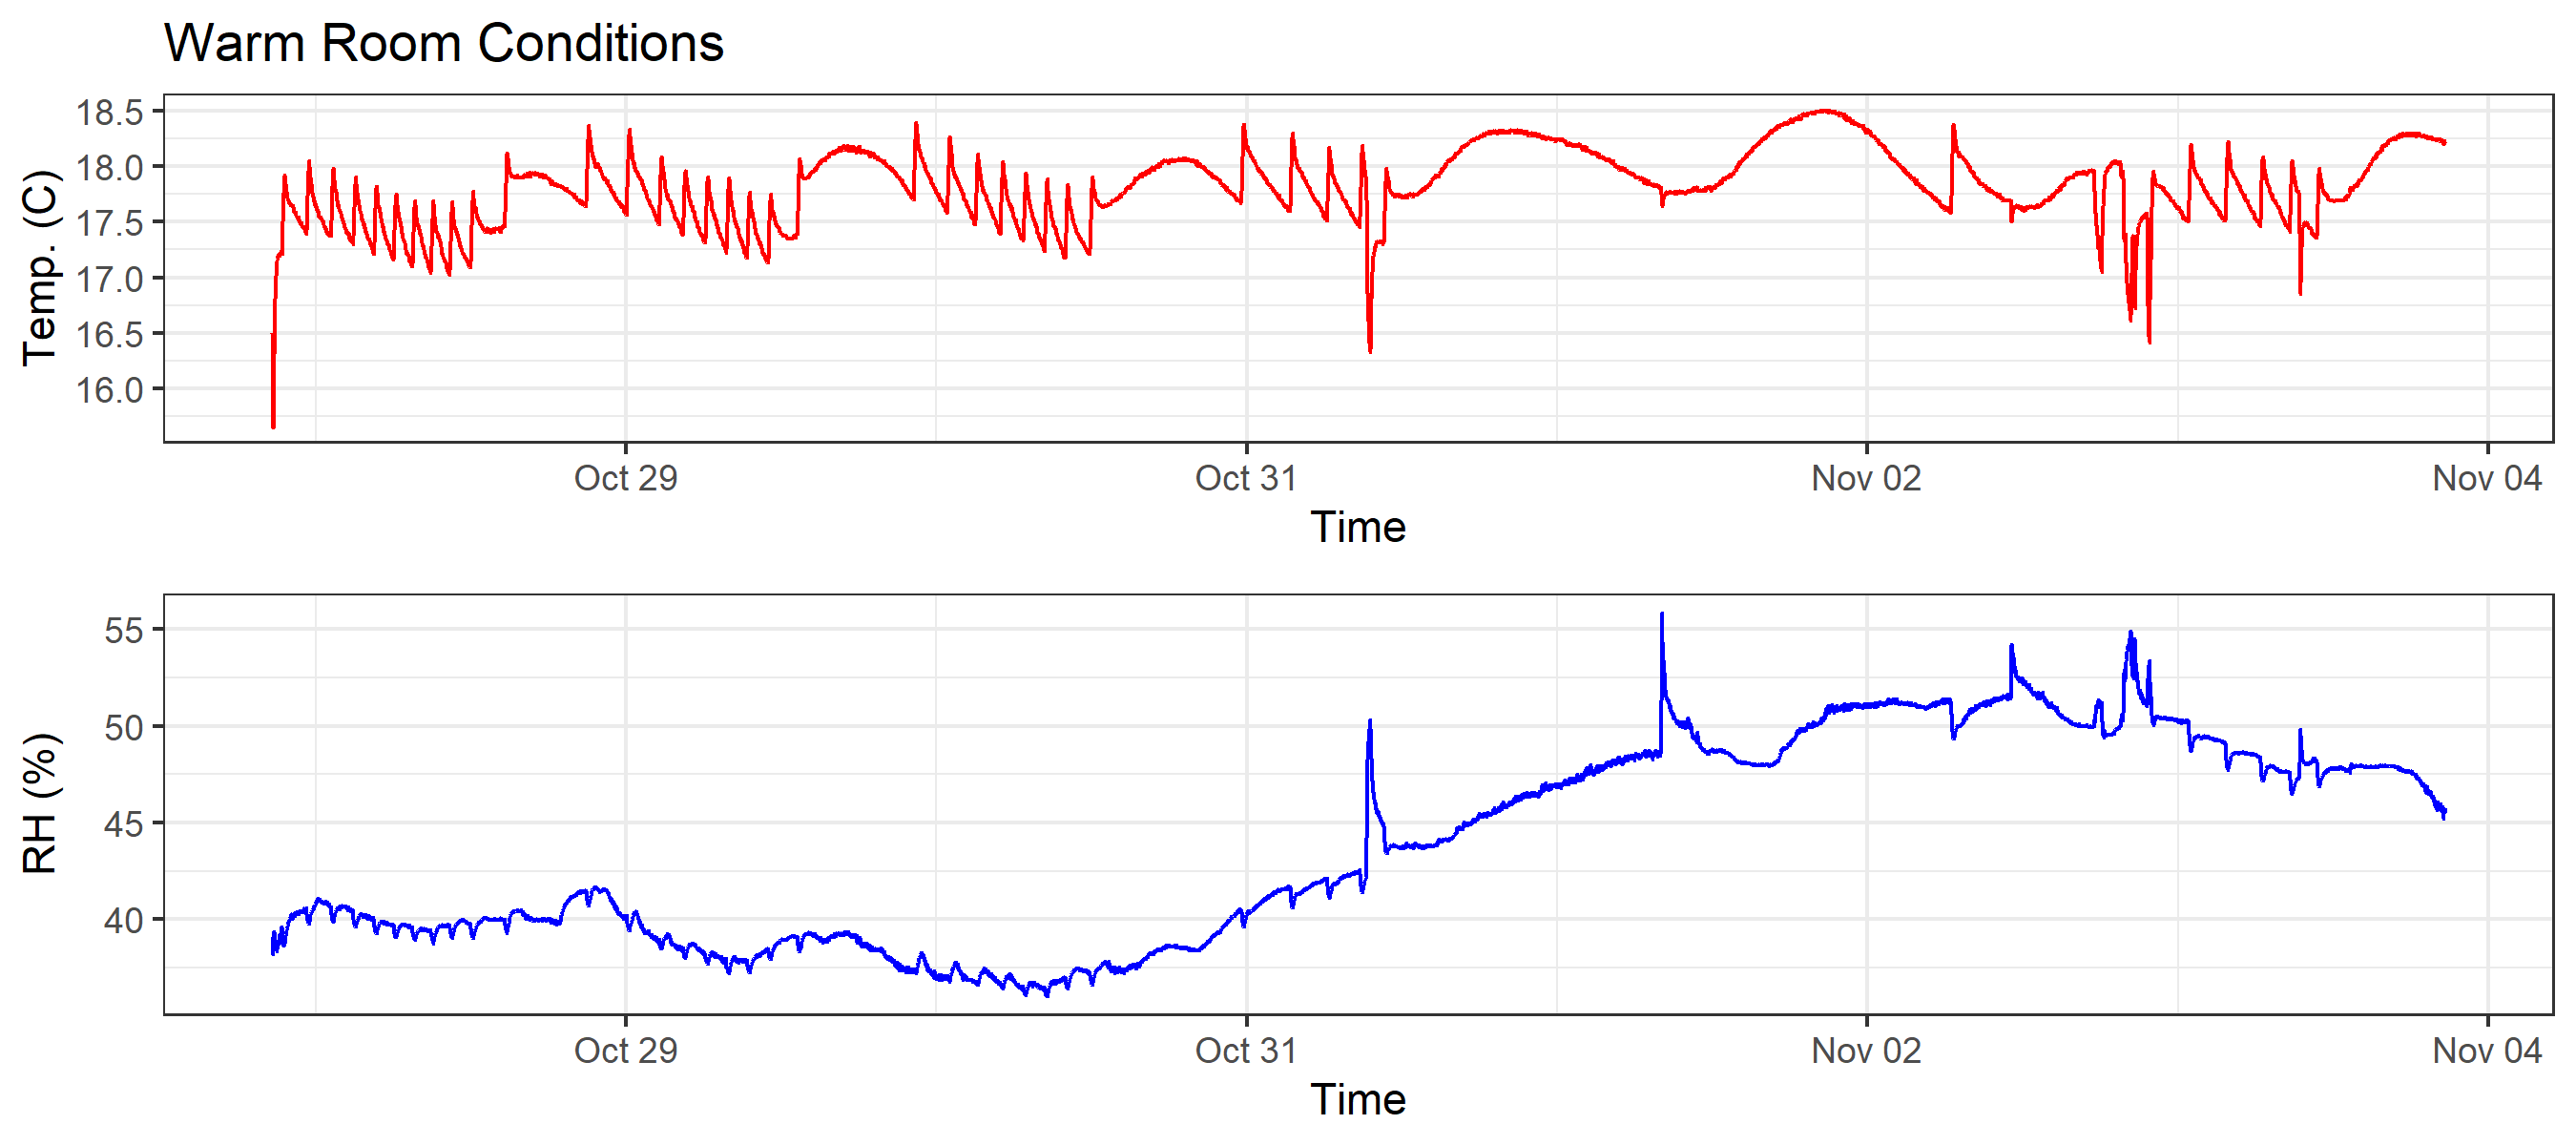 Warm Room Conditions
Temp. (C)
18.5
18.0
17.5
17.0
16.5
16.0
Oct 29 Oct 31 Nov 02 Nov 04
Time
RH (%)
55
50
45
40
Oct 29 Oct 31 Nov 02 Nov 04
Time